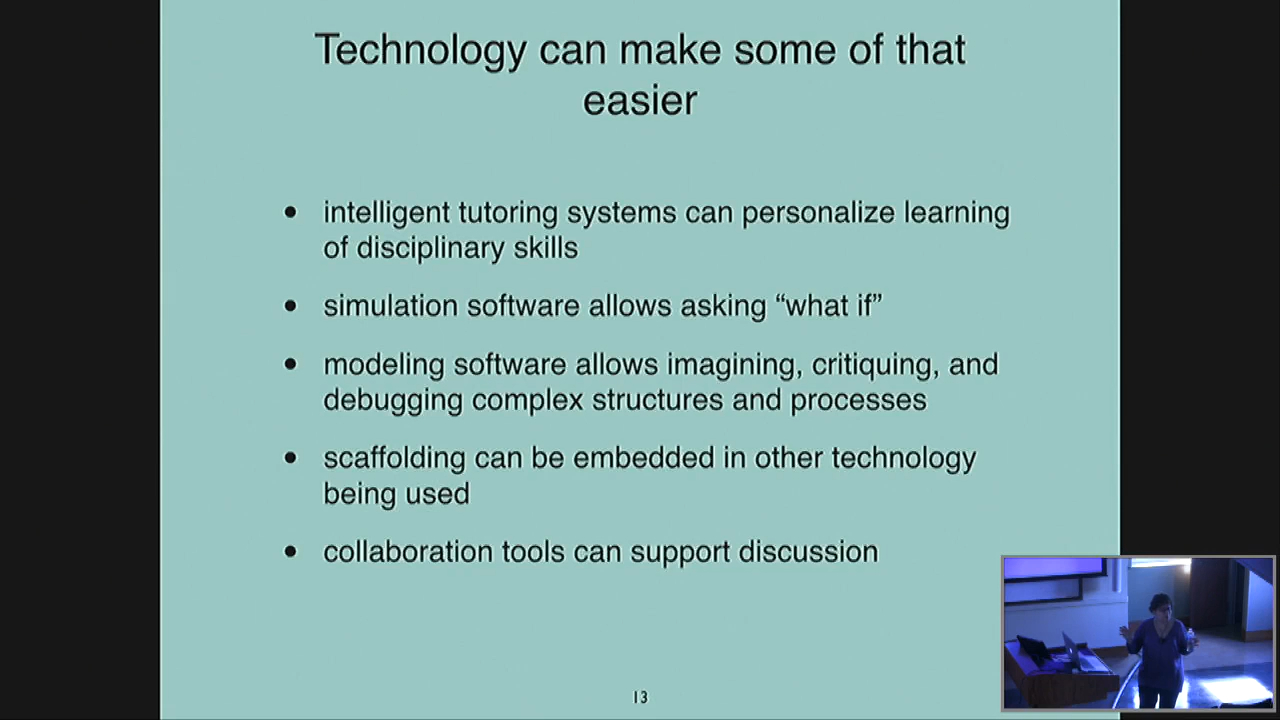 Technology can make some of that
easier
• intelligent tutoring systems can personalize learning
of disciplinary skills
• simulation software allows asking “what if”
• modeling software allows imagining, critiquing, and
debugging complex structures and processes
• scaffolding can be embedded in other technology
being used
• collaboration tools can support discussion
13